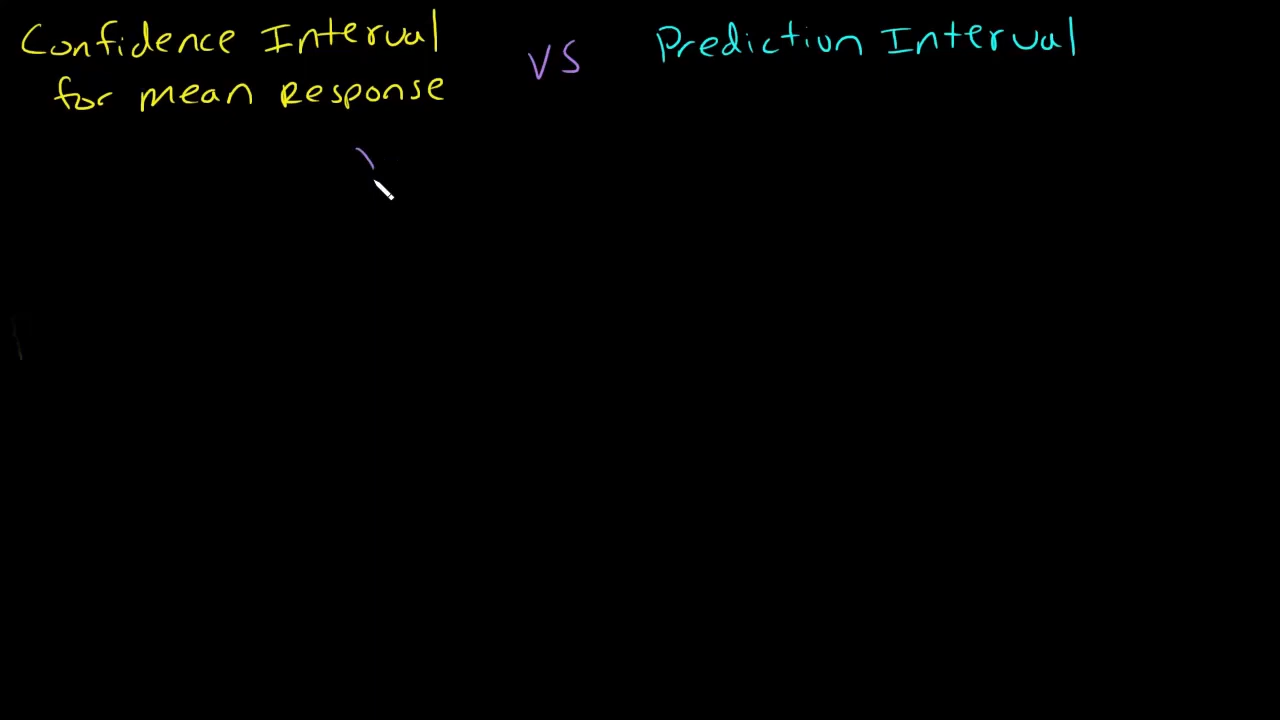 Confidence Interval
for mean Response
VS
Prediction Interval